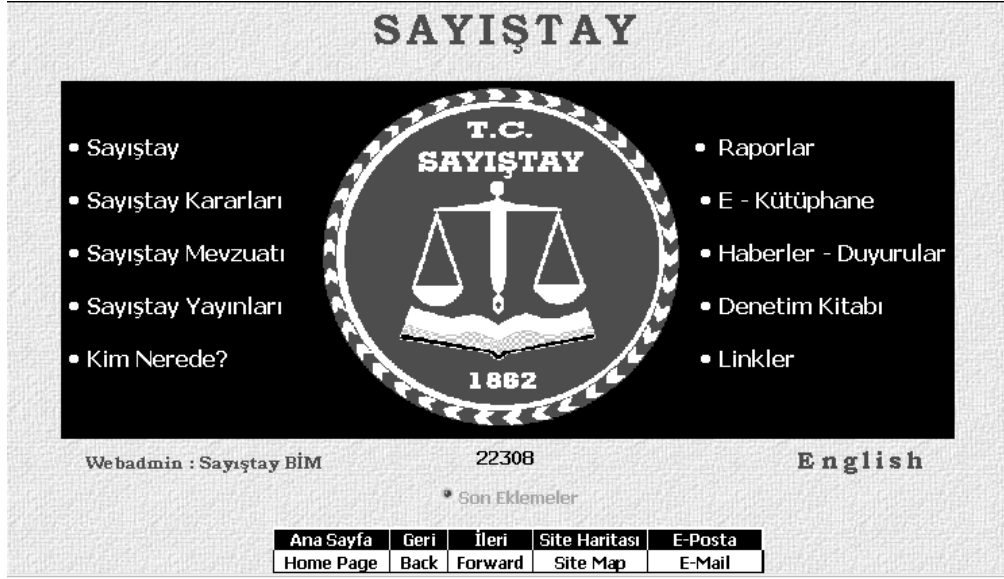 SAYIŞTAY
T.C.
SAYIŞTAY
1862
• Sayıştay
• Sayıştay Kararları
• Sayıştay Mevzuatı
• Sayıştay Yayınları
• Kim Nerede?
• Raporlar
• E - Kütüphane
• Haberler - Duyurular
• Denetim Kitabı
• Linkler
Webadmin : Sayıştay BİM
22308
English
Son Eklemeler
Ana Sayfa Geri İleri Site Haritası E-Posta
Home Page Back Forward Site Map E-Mail